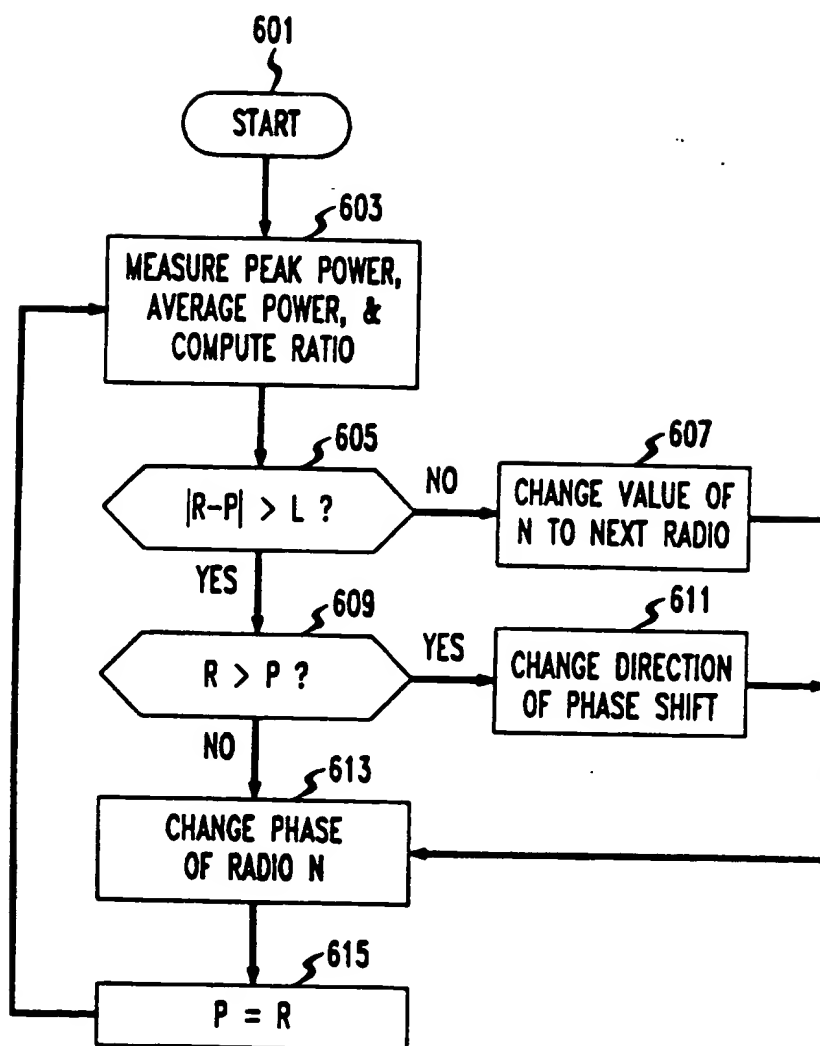 601
START
603
MEASURE PEAK POWER,
AVERAGE POWER, &
COMPUTE RATIO
605
|R-P| > L ?
NO
607
CHANGE VALUE OF
N TO NEXT RADIO
YES
609
R > P ?
YES
611
CHANGE DIRECTION
OF PHASE SHIFT
NO
613
CHANGE PHASE
OF RADIO N
615
P = R